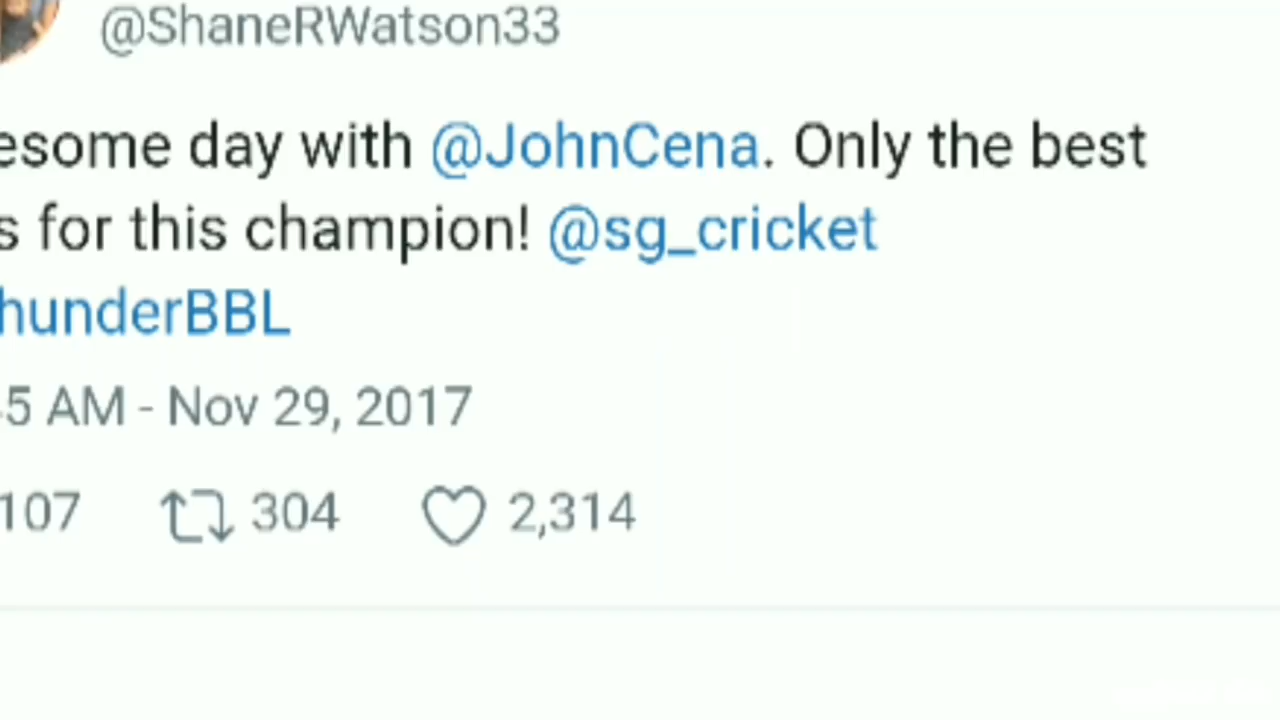 @ShaneRWatson33
esome day with @JohnCena. Only the best
s for this champion! @sg_cricket
hunderBBL
5 AM - Nov 29, 2017
107 304 2,314